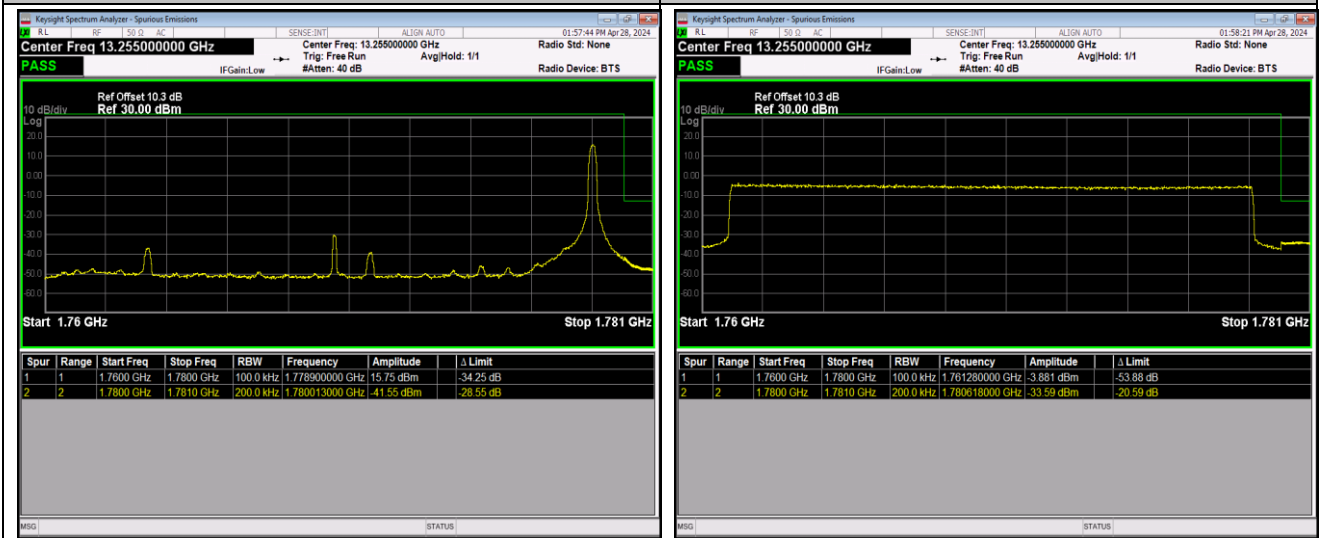 Keysight Spectrum Analyzer - Spurious Emissions
RL RF 50 Ω AC SENSE:INT ALIGN AUTO 01:57:44 PM Apr 28, 2024
Center Freq 13.255000000 GHz Center Freq: 13.255000000 GHz Radio Std: None
Trig: Free Run Avg|Hold: 1/1
PASS IFGain:Low #Atten: 40 dB Radio Device: BTS
Ref Offset 10.3 dB
10 dB/div Ref 30.00 dBm
Log
20.0
10.0
0.00
-10.0
-20.0
-30.0
-40.0
-50.0
-60.0
Start 1.76 GHz Stop 1.781 GHz
Spur Range Start Freq Stop Freq RBW Frequency Amplitude Δ Limit
1 1 1.7600 GHz 1.7800 GHz 100.0 kHz 1.778900000 GHz 15.75 dBm -34.25 dB
2 2 1.7800 GHz 1.7810 GHz 200.0 kHz 1.780013000 GHz -41.55 dBm -28.55 dB
MSG STATUS
Keysight Spectrum Analyzer - Spurious Emissions
RL RF 50 Ω AC SENSE:INT ALIGN AUTO 01:58:21 PM Apr 28, 2024
Center Freq 13.255000000 GHz Center Freq: 13.255000000 GHz Radio Std: None
Trig: Free Run Avg|Hold: 1/1
PASS IFGain:Low #Atten: 40 dB Radio Device: BTS
Ref Offset 10.3 dB
10 dB/div Ref 30.00 dBm
Log
20.0
10.0
0.00
-10.0
-20.0
-30.0
-40.0
-50.0
-60.0
Start 1.76 GHz Stop 1.781 GHz
Spur Range Start Freq Stop Freq RBW Frequency Amplitude Δ Limit
1 1 1.7600 GHz 1.7800 GHz 100.0 kHz 1.761280000 GHz -3.881 dBm -53.88 dB
2 2 1.7800 GHz 1.7810 GHz 200.0 kHz 1.780618000 GHz -33.59 dBm -20.59 dB
MSG STATUS